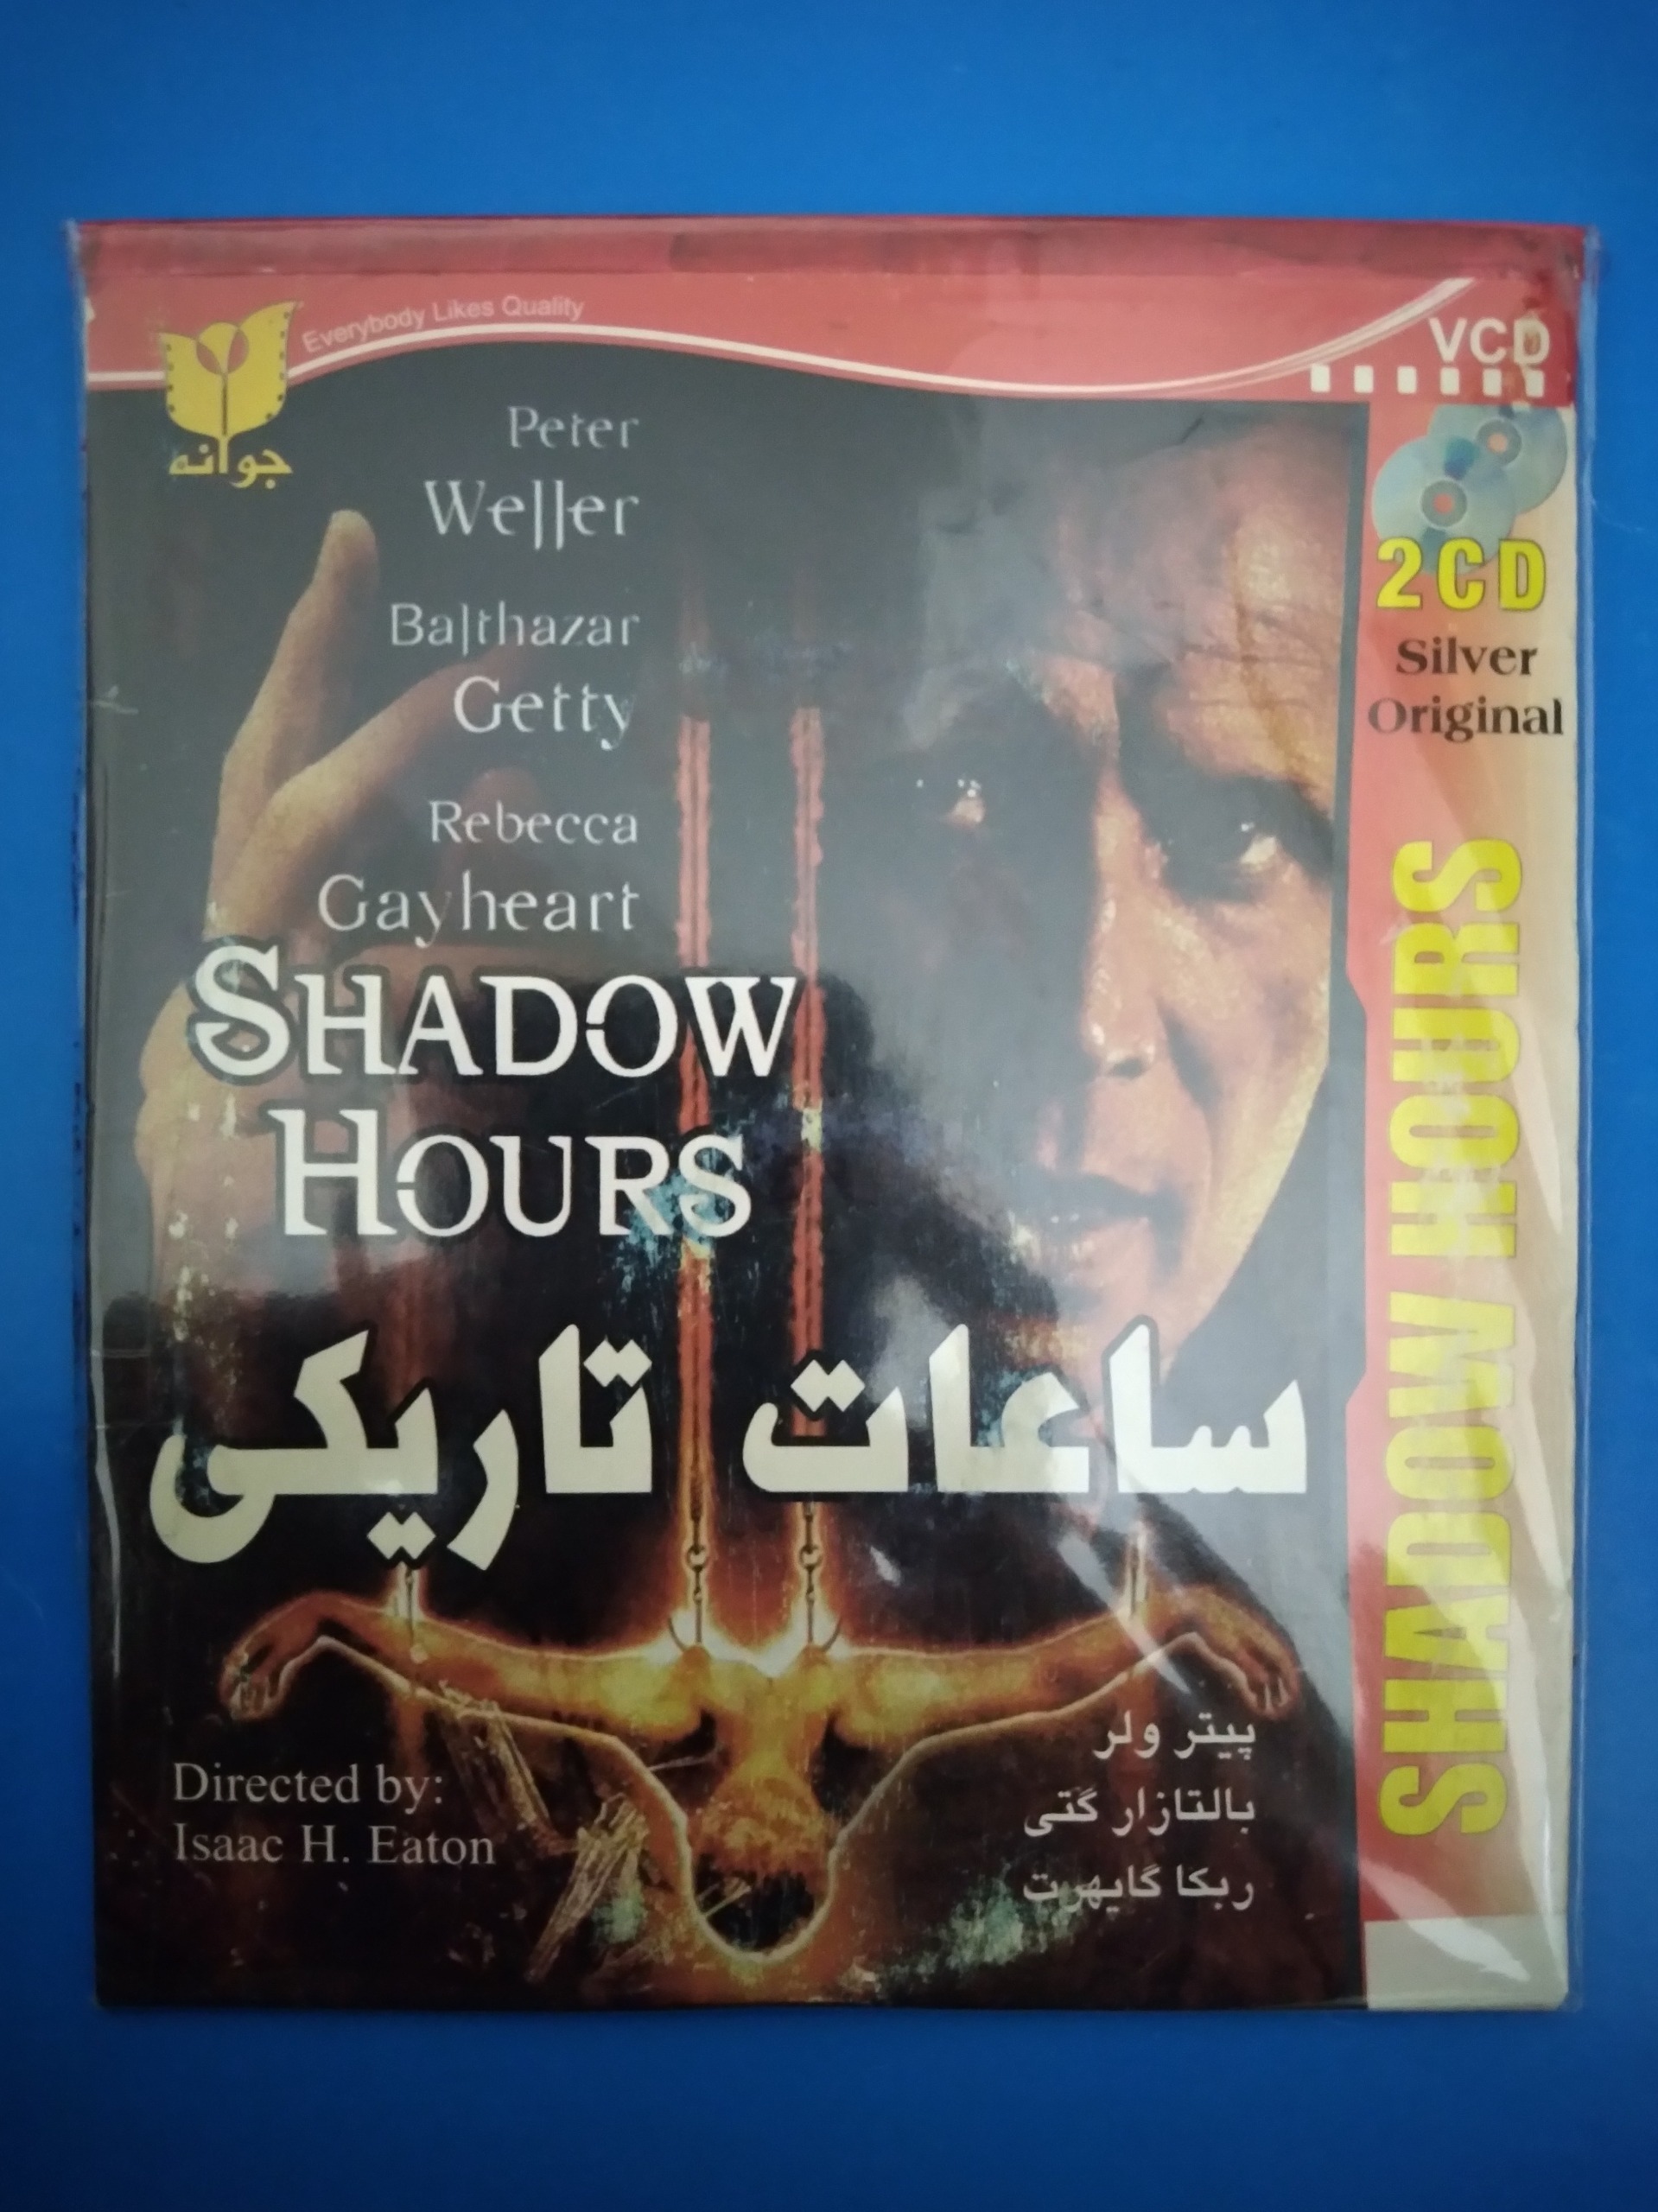 Everybody Likes Quality
VCD
جوانه
Peter
Weller
Balthazar
Getty
Rebecca
Gayheart
SHADOW
HOURS
ساعات تاریکی
Directed by:
Isaac H. Eaton
پیتر ولر
بالتازار گتی
ربکا گایهرت
2CD
Silver
Original
SHADOW HOURS